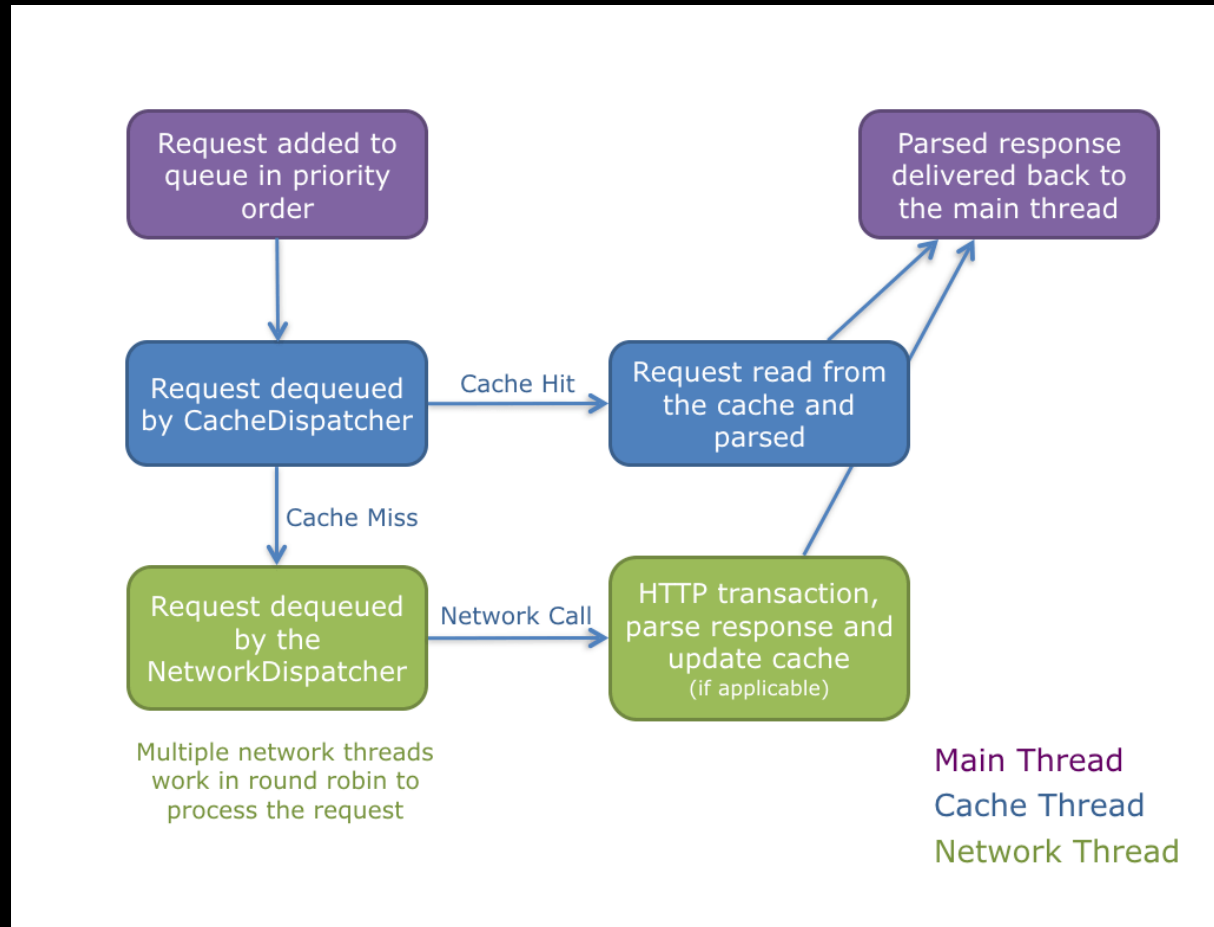 Request added to
queue in priority
order
Parsed response
delivered back to
the main thread
Request dequeued
by CacheDispatcher
Cache Hit
Request read from
the cache and
parsed
Cache Miss
Request dequeued
by the
NetworkDispatcher
Network Call
HTTP transaction,
parse response and
update cache
(if applicable)
Multiple network threads
work in round robin to
process the request
Main Thread
Cache Thread
Network Thread